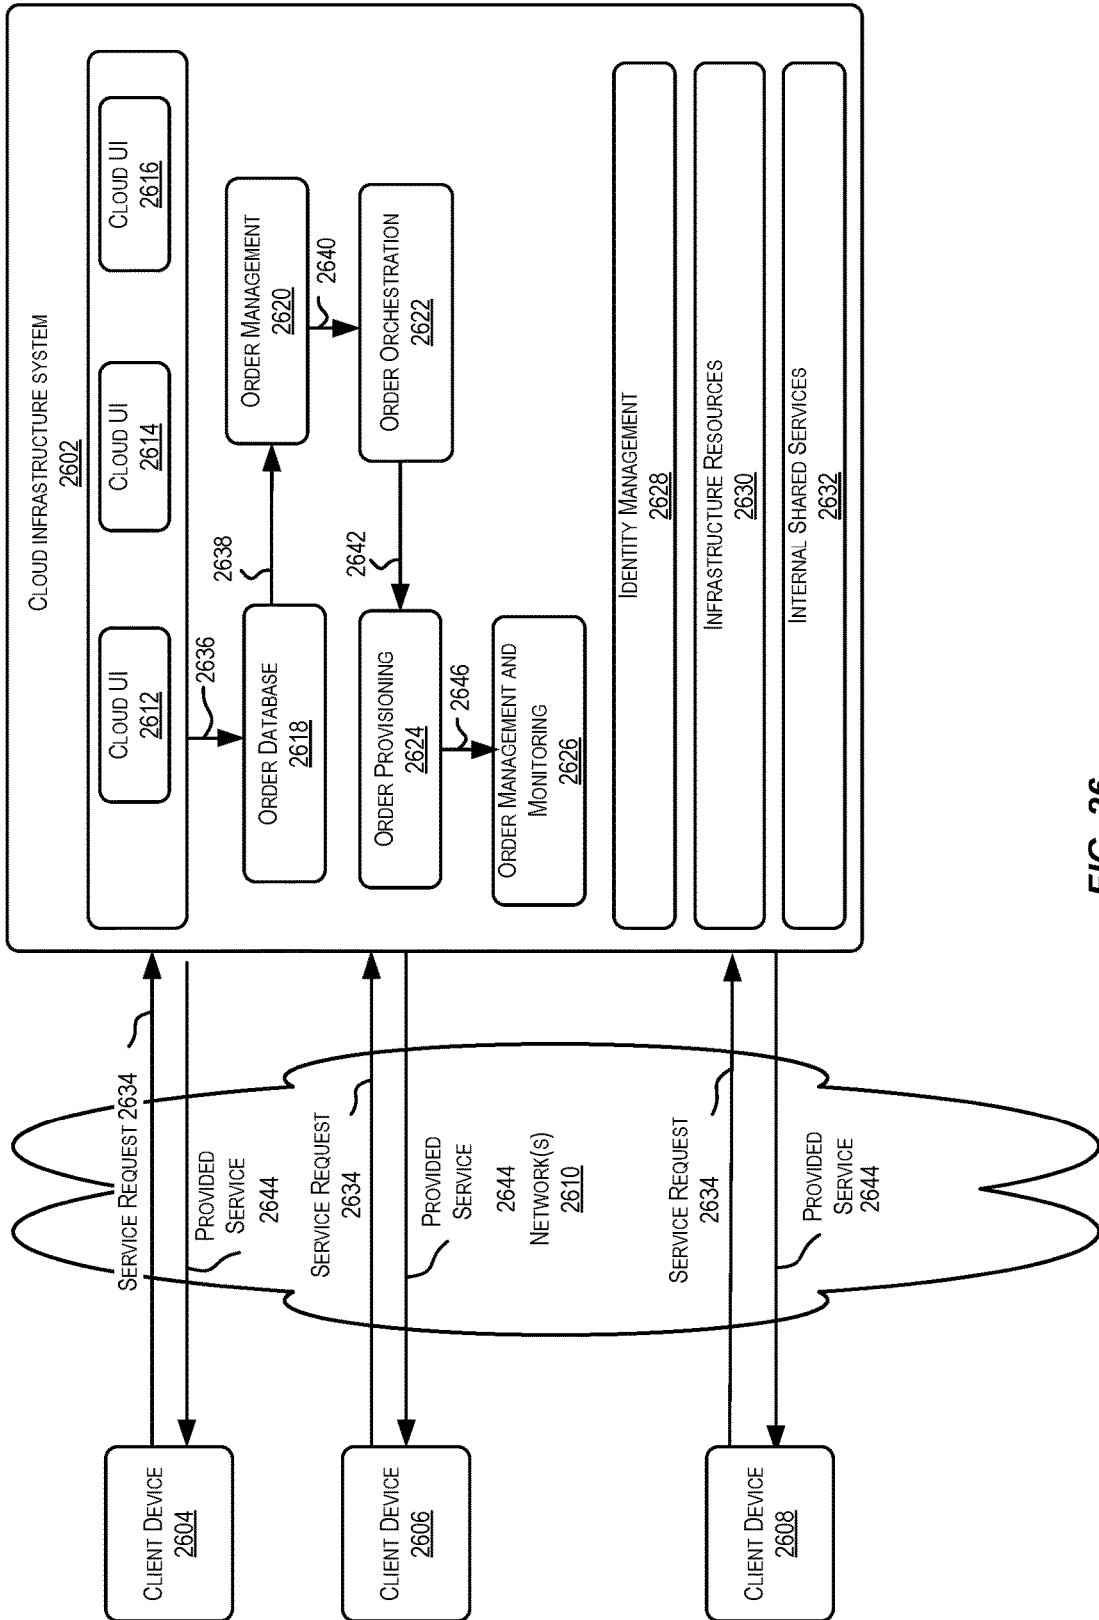 CLOUD INFRASTRUCTURE SYSTEM
2602
CLOUD UI
2612
CLOUD UI
2614
CLOUD UI
2616
2636
ORDER DATABASE
2618
2638
ORDER MANAGEMENT
2620
2640
ORDER ORCHESTRATION
2622
2642
ORDER PROVISIONING
2624
2646
ORDER MANAGEMENT AND
MONITORING
2626
IDENTITY MANAGEMENT
2628
INFRASTRUCTURE RESOURCES
2630
INTERNAL SHARED SERVICES
2632
CLIENT DEVICE
2604
SERVICE REQUEST 2634
PROVIDED
SERVICE
2644
CLIENT DEVICE
2606
SERVICE REQUEST
2634
PROVIDED
SERVICE
2644
NETWORK(S)
2610
CLIENT DEVICE
2608
SERVICE REQUEST
2634
PROVIDED
SERVICE
2644
FIG. 26